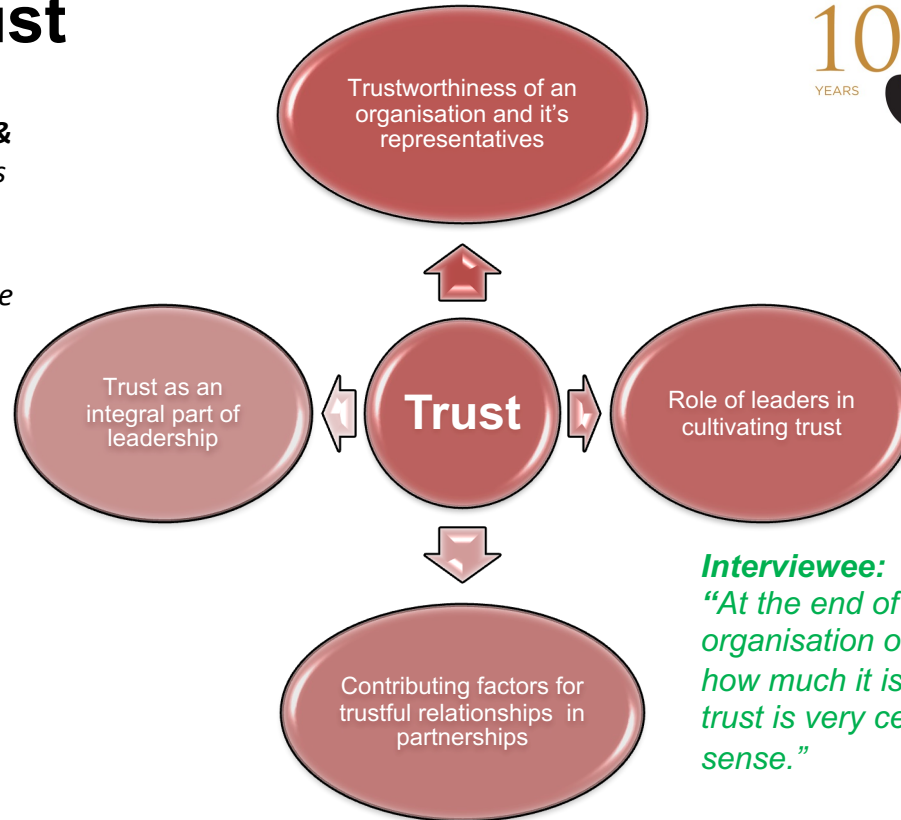 ust
&
s
e
10
YEARS
Trustworthiness of an
organisation and it's
representatives
Trust as an
integral part of
leadership
Trust
Role of leaders in
cultivating trust
Contributing factors for
trustful relationships in
partnerships
Interviewee:
“At the end of
organisation o
how much it is
trust is very ce
sense.”